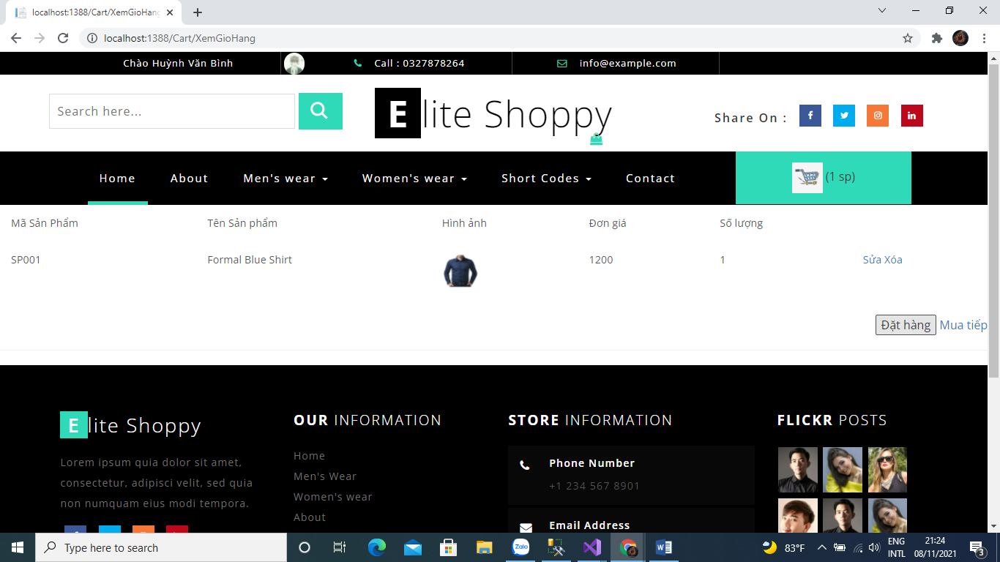 localhost:1388/Cart/XemGioHang
localhost:1388/Cart/XemGioHang
Chào Huỳnh Văn Bình
Call : 0327878264
info@example.com
Search here...
Elite Shoppy
Share On :
Home
About
Men's wear
Women's wear
Short Codes
Contact
(1 sp)
Mã Sản Phẩm
Tên Sản phẩm
Hình ảnh
Đơn giá
Số lượng
SP001
Formal Blue Shirt
1200
1
Sửa Xóa
Đặt hàng Mua tiếp
Elite Shoppy
Lorem ipsum quia dolor sit amet,
consectetur, adipisci velit, sed quia
non numquam eius modi tempora.
OUR INFORMATION
Home
Men's Wear
Women's wear
About
STORE INFORMATION
Phone Number
+1 234 567 8901
Email Address
FLICKR POSTS
Type here to search
Zalo
83°F
ENG
INTL
21:24
08/11/2021
3